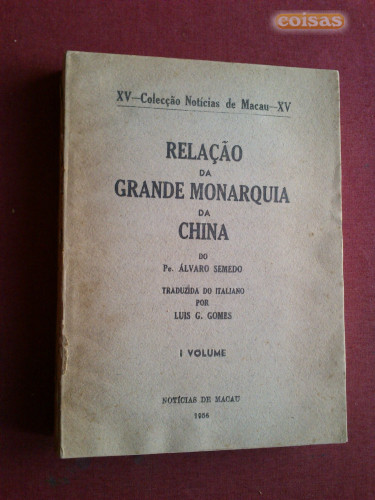 coisas
XV—Colecção Notícias de Macau—XV
RELAÇÃO
DA
GRANDE MONARQUIA
DA
CHINA
DO
Pe. ÁLVARO SEMEDO
TRADUZIDA DO ITALIANO
POR
LUIS G. GOMES
I VOLUME
NOTÍCIAS DE MACAU
1956